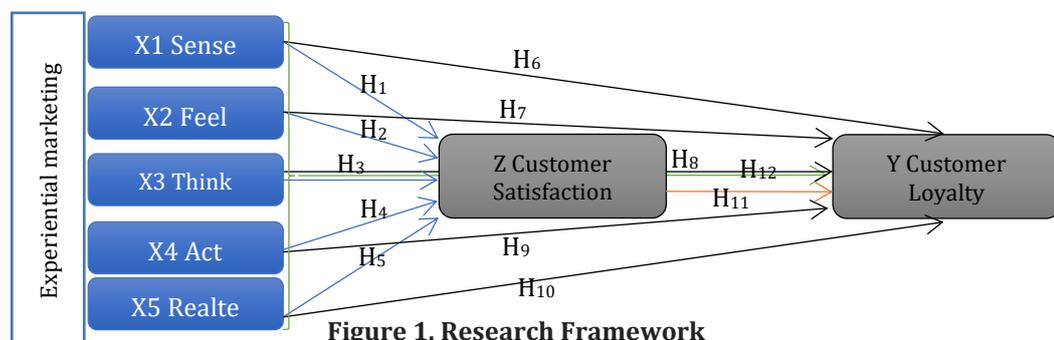 Experiential marketing
X1 Sense
X2 Feel
X3 Think
X4 Act
X5 Realte
H1
H2
H3
H4
H5
H6
H7
Z Customer
Satisfaction
H8
H12
H11
H9
H10
Y Customer
Loyalty
Figure 1. Research Framework